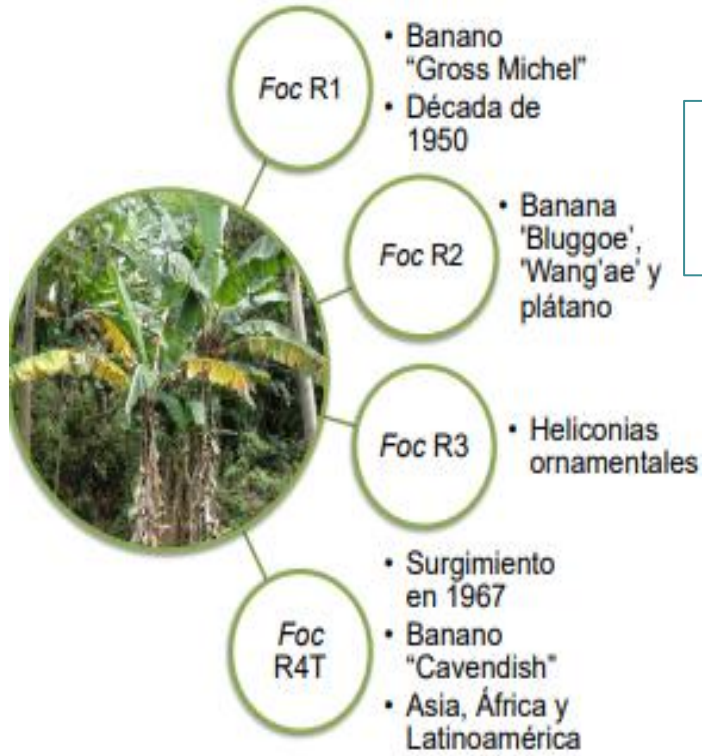 Foc R1
• Banano
“Gross Michel”
• Década de
1950
Foc R2
• Banana
'Bluggoe’,
'Wang’ae’ y
plátano
Foc R3
• Heliconias
ornamentales
Foc
R4T
• Surgimiento
en 1967
• Banano
“Cavendish”
• Asia, África y
Latinoamérica